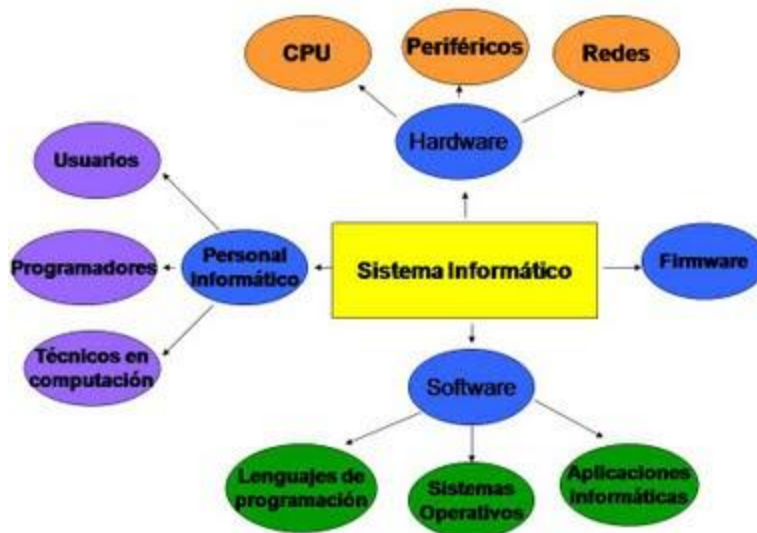 CPU
Periféricos
Redes
Hardware
Usuarios
Programadores
Personal
Informático
Sistema Informático
Firmware
Técnicos en
computación
Software
Lenguajes de
programación
Sistemas
Operativos
Aplicaciones
informáticas